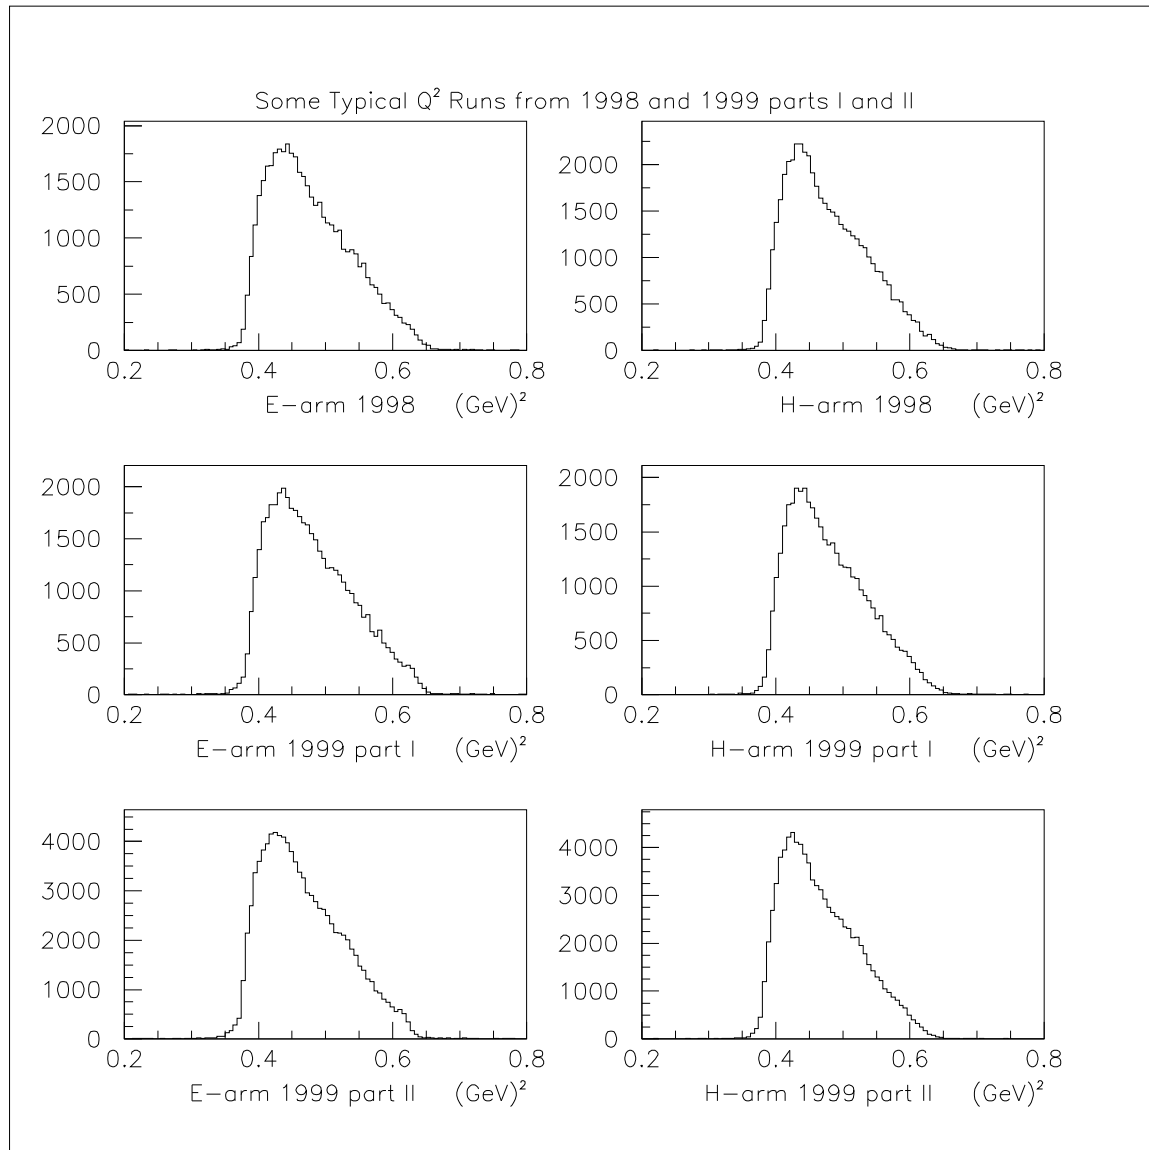 Some Typical Q² Runs from 1998 and 1999 parts I and II
2000
1500
1000
500
0
0.2 0.4 0.6 0.8
E-arm 1998 (GeV)²
2000
1500
1000
500
0
0.2 0.4 0.6 0.8
H-arm 1998 (GeV)²
2000
1500
1000
500
0
0.2 0.4 0.6 0.8
E-arm 1999 part I (GeV)²
2000
1500
1000
500
0
0.2 0.4 0.6 0.8
H-arm 1999 part I (GeV)²
4000
3000
2000
1000
0
0.2 0.4 0.6 0.8
E-arm 1999 part II (GeV)²
4000
3000
2000
1000
0
0.2 0.4 0.6 0.8
H-arm 1999 part II (GeV)²